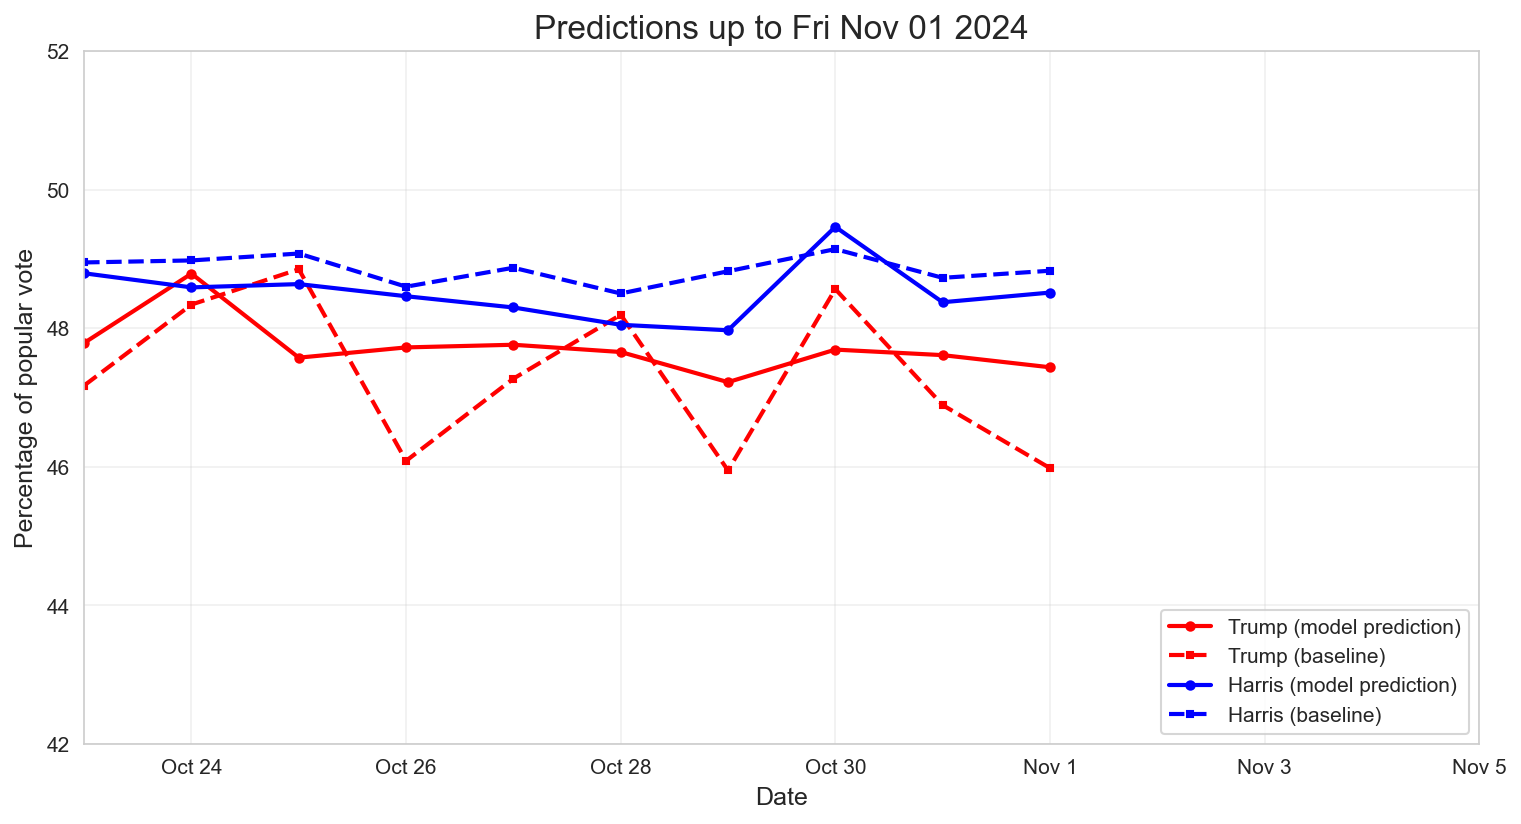 Predictions up to Fri Nov 01 2024
52
50
48
46
44
42
Percentage of popular vote
Trump (model prediction)
Trump (baseline)
Harris (model prediction)
Harris (baseline)
Oct 24 Oct 26 Oct 28 Oct 30 Nov 1 Nov 3 Nov 5
Date